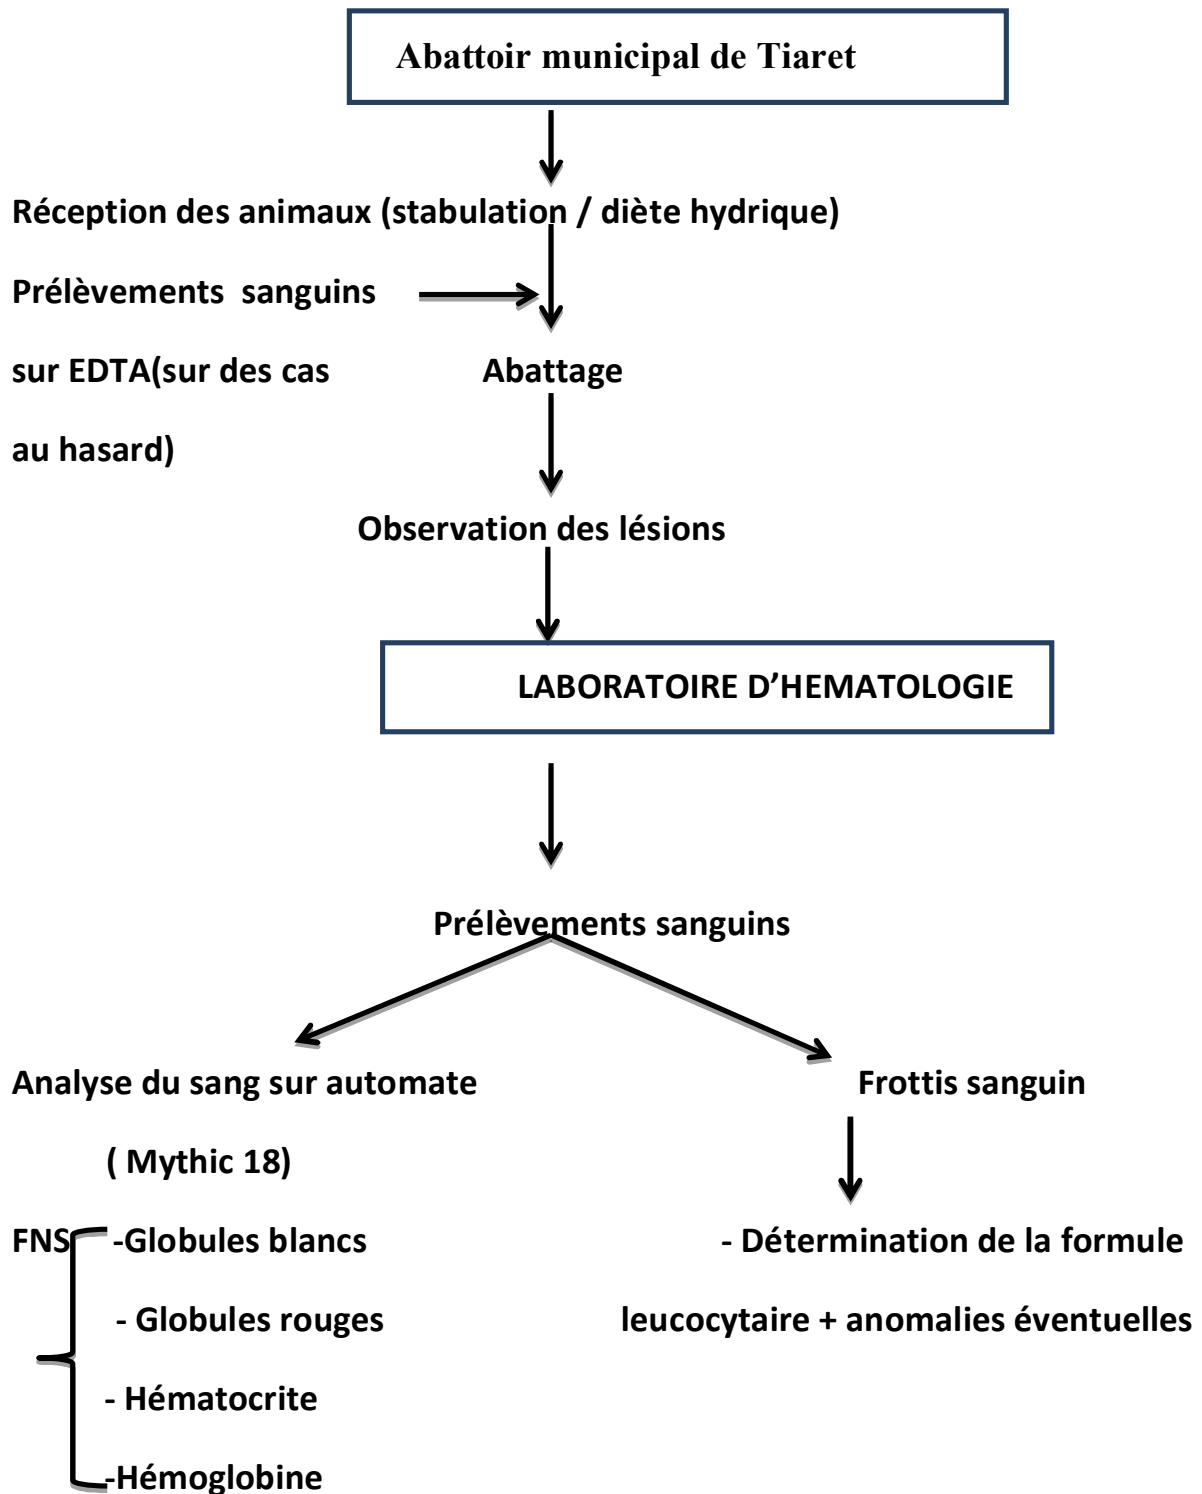 Abattoir municipal de Tiaret
Réception des animaux (stabulation / diète hydrique)
Prélèvements sanguins
sur EDTA(sur des cas
au hasard)
Abattage
Observation des lésions
LABORATOIRE D’HEMATOLOGIE
Prélèvements sanguins
Analyse du sang sur automate
( Mythic 18)
FNS -Globules blancs
- Globules rouges
- Hématocrite
-Hémoglobine
Frottis sanguin
- Détermination de la formule
leucocytaire + anomalies éventuelles